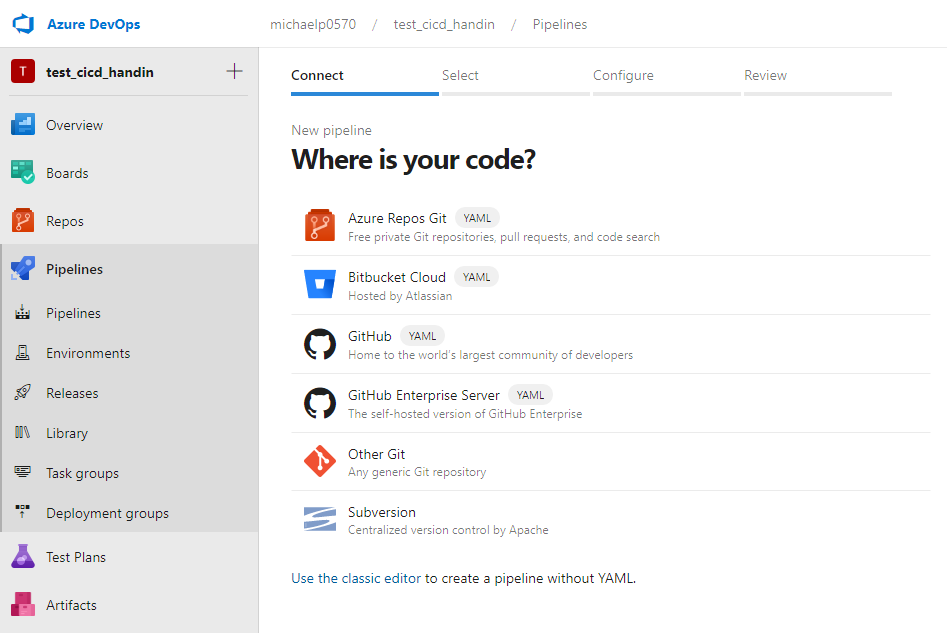 Azure DevOps
michaelp0570 / test_cicd_handin / Pipelines
T test_cicd_handin +
Overview
Boards
Repos
Pipelines
Pipelines
Environments
Releases
Library
Task groups
Deployment groups
Test Plans
Artifacts
Connect Select Configure Review
New pipeline
Where is your code?
Azure Repos Git YAML
Free private Git repositories, pull requests, and code search
Bitbucket Cloud YAML
Hosted by Atlassian
GitHub YAML
Home to the world's largest community of developers
GitHub Enterprise Server YAML
The self-hosted version of GitHub Enterprise
Other Git
Any generic Git repository
Subversion
Centralized version control by Apache
Use the classic editor to create a pipeline without YAML.